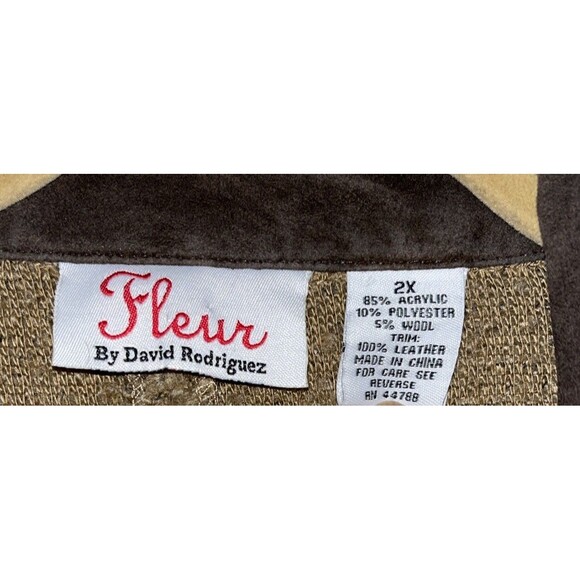 Fleur
By David Rodriguez
2X
85% ACRYLIC
10% POLYESTER
5% WOOL
TRIM:
100% LEATHER
MADE IN CHINA
FOR CARE SEE
REVERSE
RN 44788